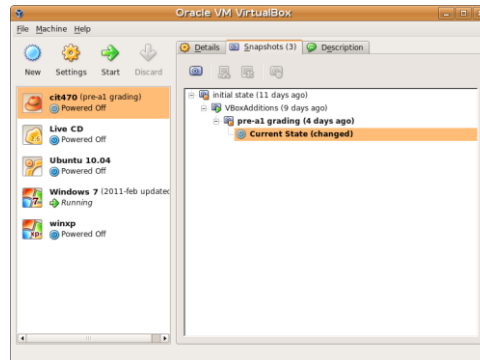 Oracle VM VirtualBox
File Machine Help
New Settings Start Discard
Details Snapshots (3) Description
cit470 (pre-a1 grading)
Powered Off
Live CD
Powered Off
Ubuntu 10.04
Powered Off
Windows 7 (2011-feb updated
Running
winxp
Powered Off
initial state (11 days ago)
VBoxAdditions (9 days ago)
pre-a1 grading (4 days ago)
Current State (changed)